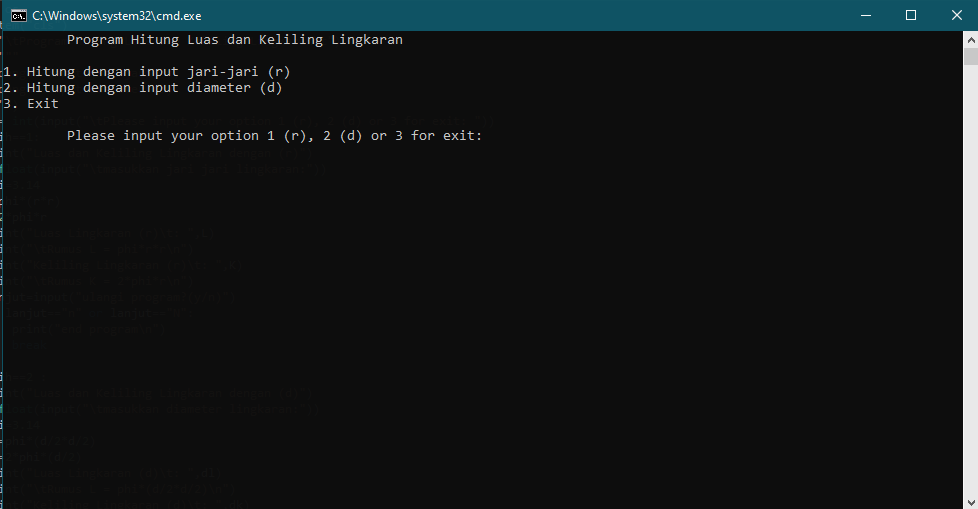 C:\Windows\system32\cmd.exe
Program Hitung Luas dan Keliling Lingkaran
1. Hitung dengan input jari-jari (r)
2. Hitung dengan input diameter (d)
3. Exit
Please input your option 1 (r), 2 (d) or 3 for exit: